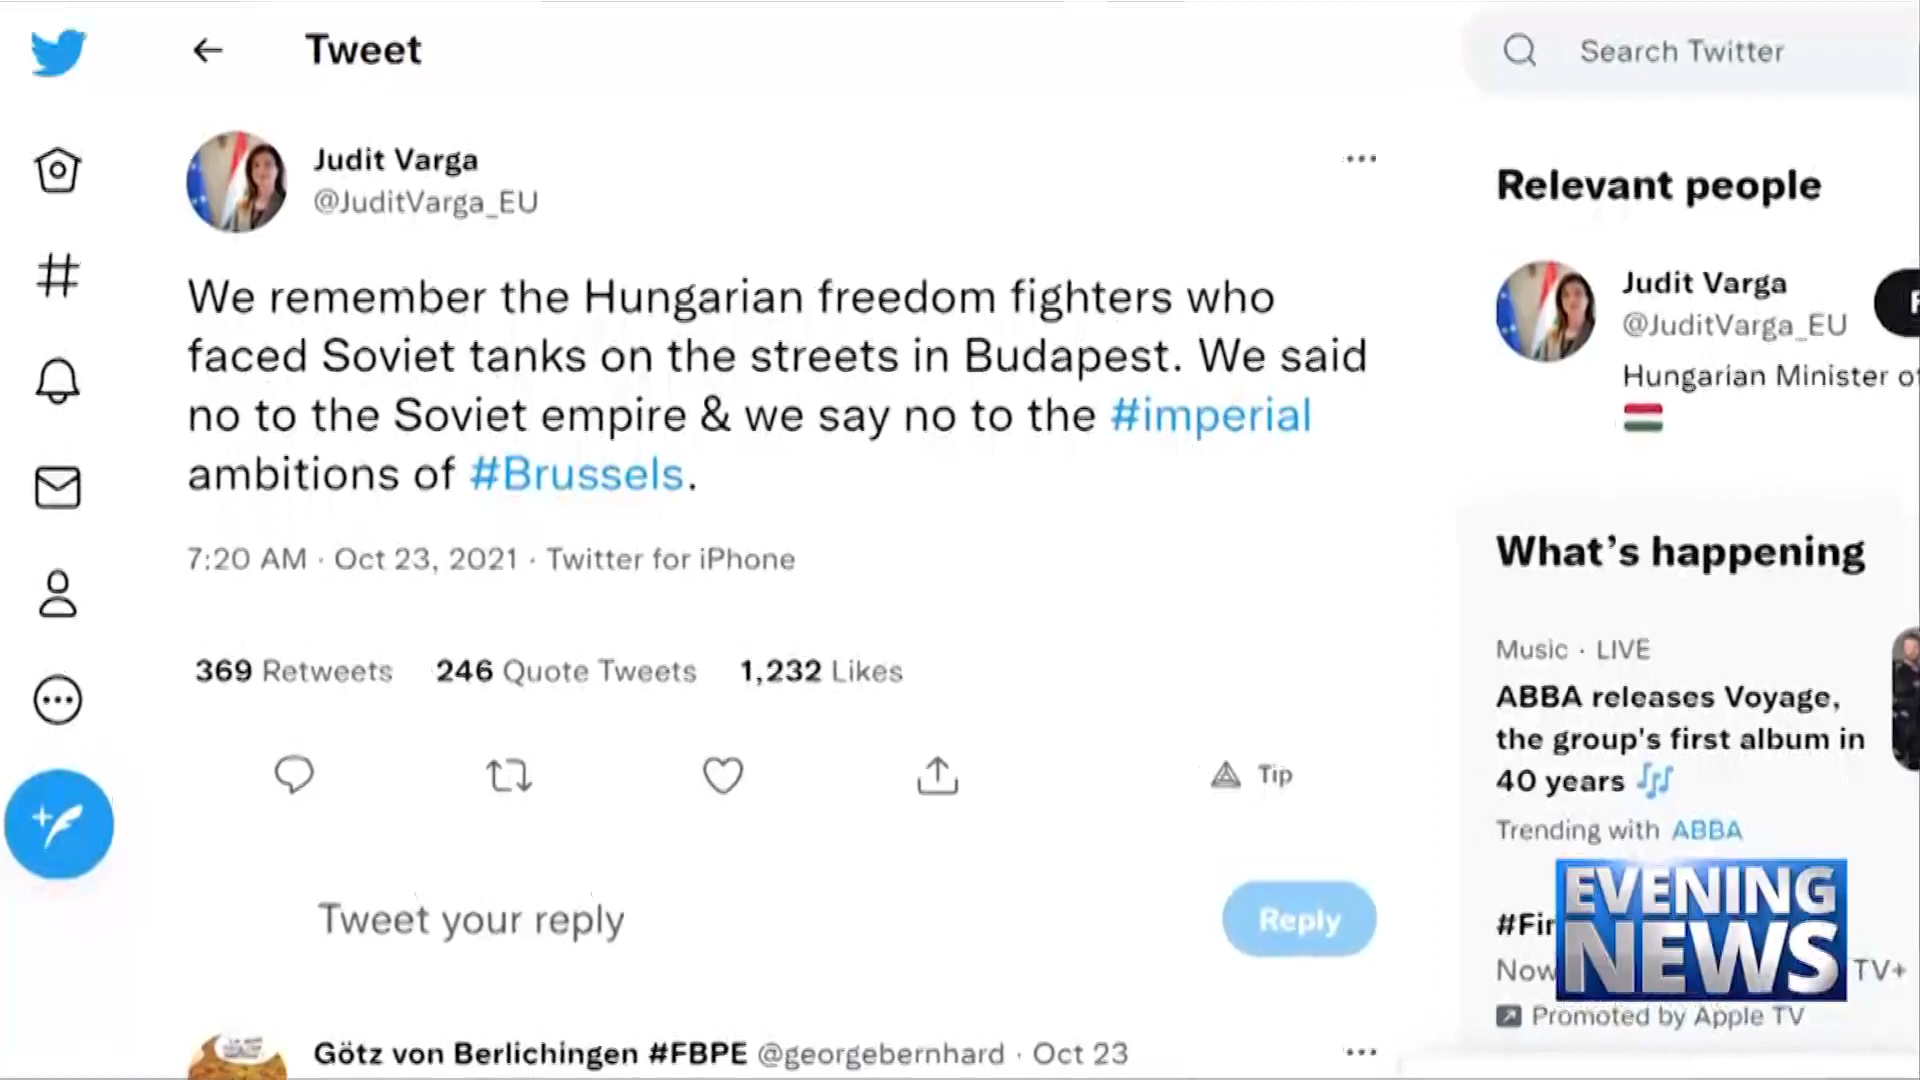 Tweet
Search Twitter
Judit Varga
@JuditVarga_EU
We remember the Hungarian freedom fighters who
faced Soviet tanks on the streets in Budapest. We said
no to the Soviet empire & we say no to the #imperial
ambitions of #Brussels.
7:20 AM · Oct 23, 2021 · Twitter for iPhone
369 Retweets 246 Quote Tweets 1,232 Likes
Tip
Tweet your reply
Reply
Götz von Berlichingen #FBPE @georgebernhard · Oct 23
Relevant people
Judit Varga
@JuditVarga_EU
Hungarian Minister
What's happening
Music · LIVE
ABBA releases Voyage,
the group's first album in
40 years
Trending with ABBA
Now TV+
Promoted by Apple TV
EVENING
NEWS